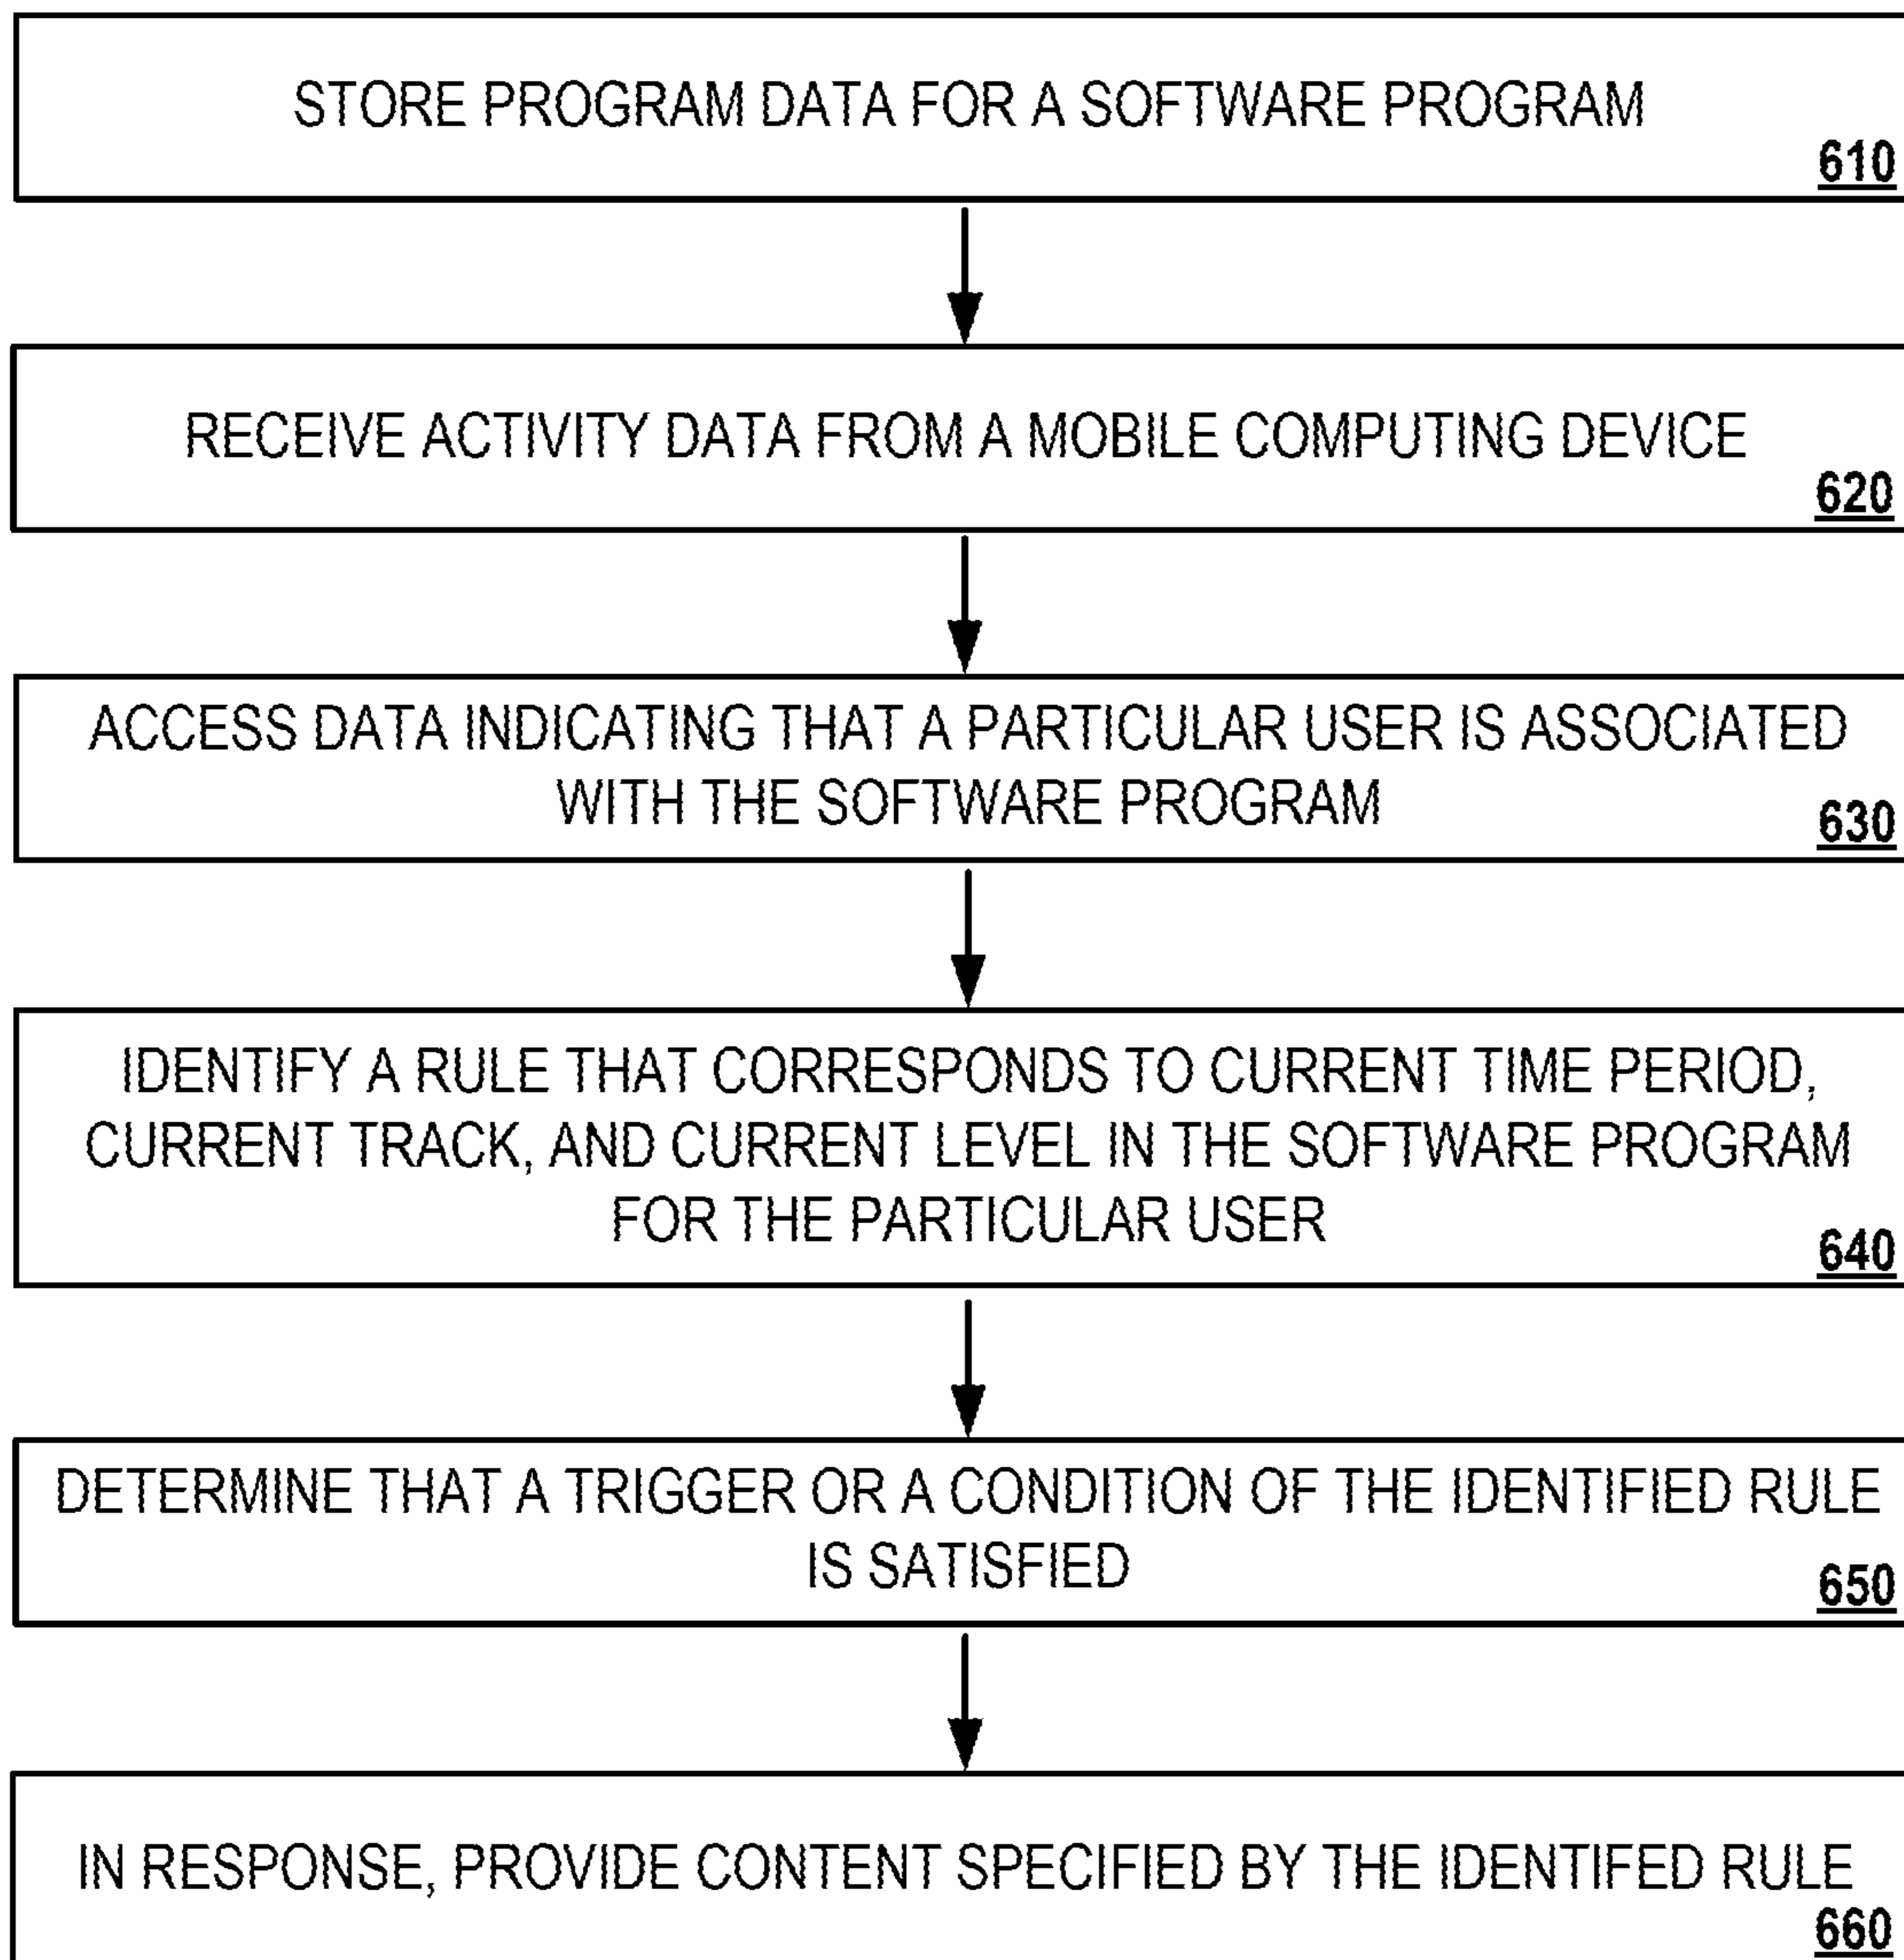 STORE PROGRAM DATA FOR A SOFTWARE PROGRAM
610
RECEIVE ACTIVITY DATA FROM A MOBILE COMPUTING DEVICE
620
ACCESS DATA INDICATING THAT A PARTICULAR USER IS ASSOCIATED
WITH THE SOFTWARE PROGRAM
630
IDENTIFY A RULE THAT CORRESPONDS TO CURRENT TIME PERIOD,
CURRENT TRACK, AND CURRENT LEVEL IN THE SOFTWARE PROGRAM
FOR THE PARTICULAR USER
640
DETERMINE THAT A TRIGGER OR A CONDITION OF THE IDENTIFIED RULE
IS SATISFIED
650
IN RESPONSE, PROVIDE CONTENT SPECIFIED BY THE IDENTIFED RULE
660